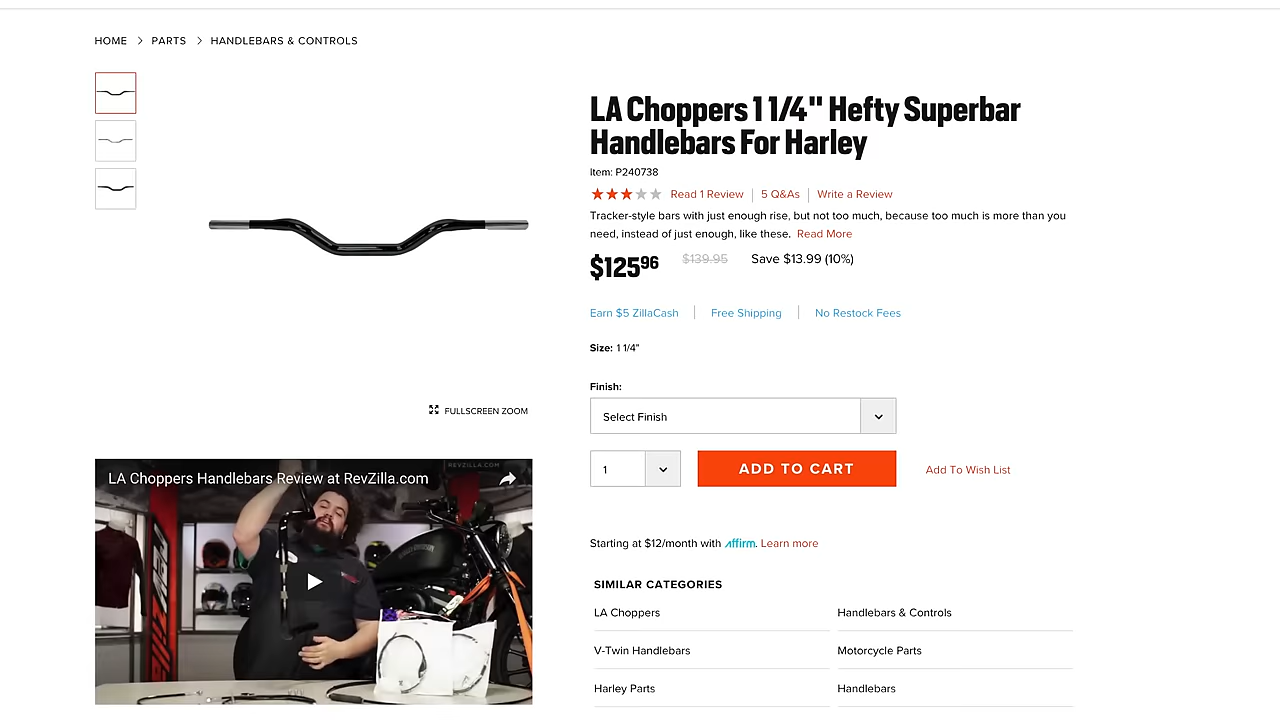 HOME > PARTS > HANDLEBARS & CONTROLS
LA Choppers 1 1/4" Hefty Superbar
Handlebars For Harley
Item: P240738
Read 1 Review | 5 Q&As | Write a Review
Tracker-style bars with just enough rise, but not too much, because too much is more than you
need, instead of just enough, like these. Read More
$125 96 $139.95 Save $13.99 (10%)
Earn $5 ZillaCash | Free Shipping | No Restock Fees
Size: 1 1/4"
Finish:
Select Finish
1 ADD TO CART Add To Wish List
Starting at $12/month with affirm. Learn more
SIMILAR CATEGORIES
LA Choppers Handlebars & Controls
V-Twin Handlebars Motorcycle Parts
Harley Parts Handlebars
FULLSCREEN ZOOM
REVZILLA.COM
LA Choppers Handlebars Review at RevZilla.com